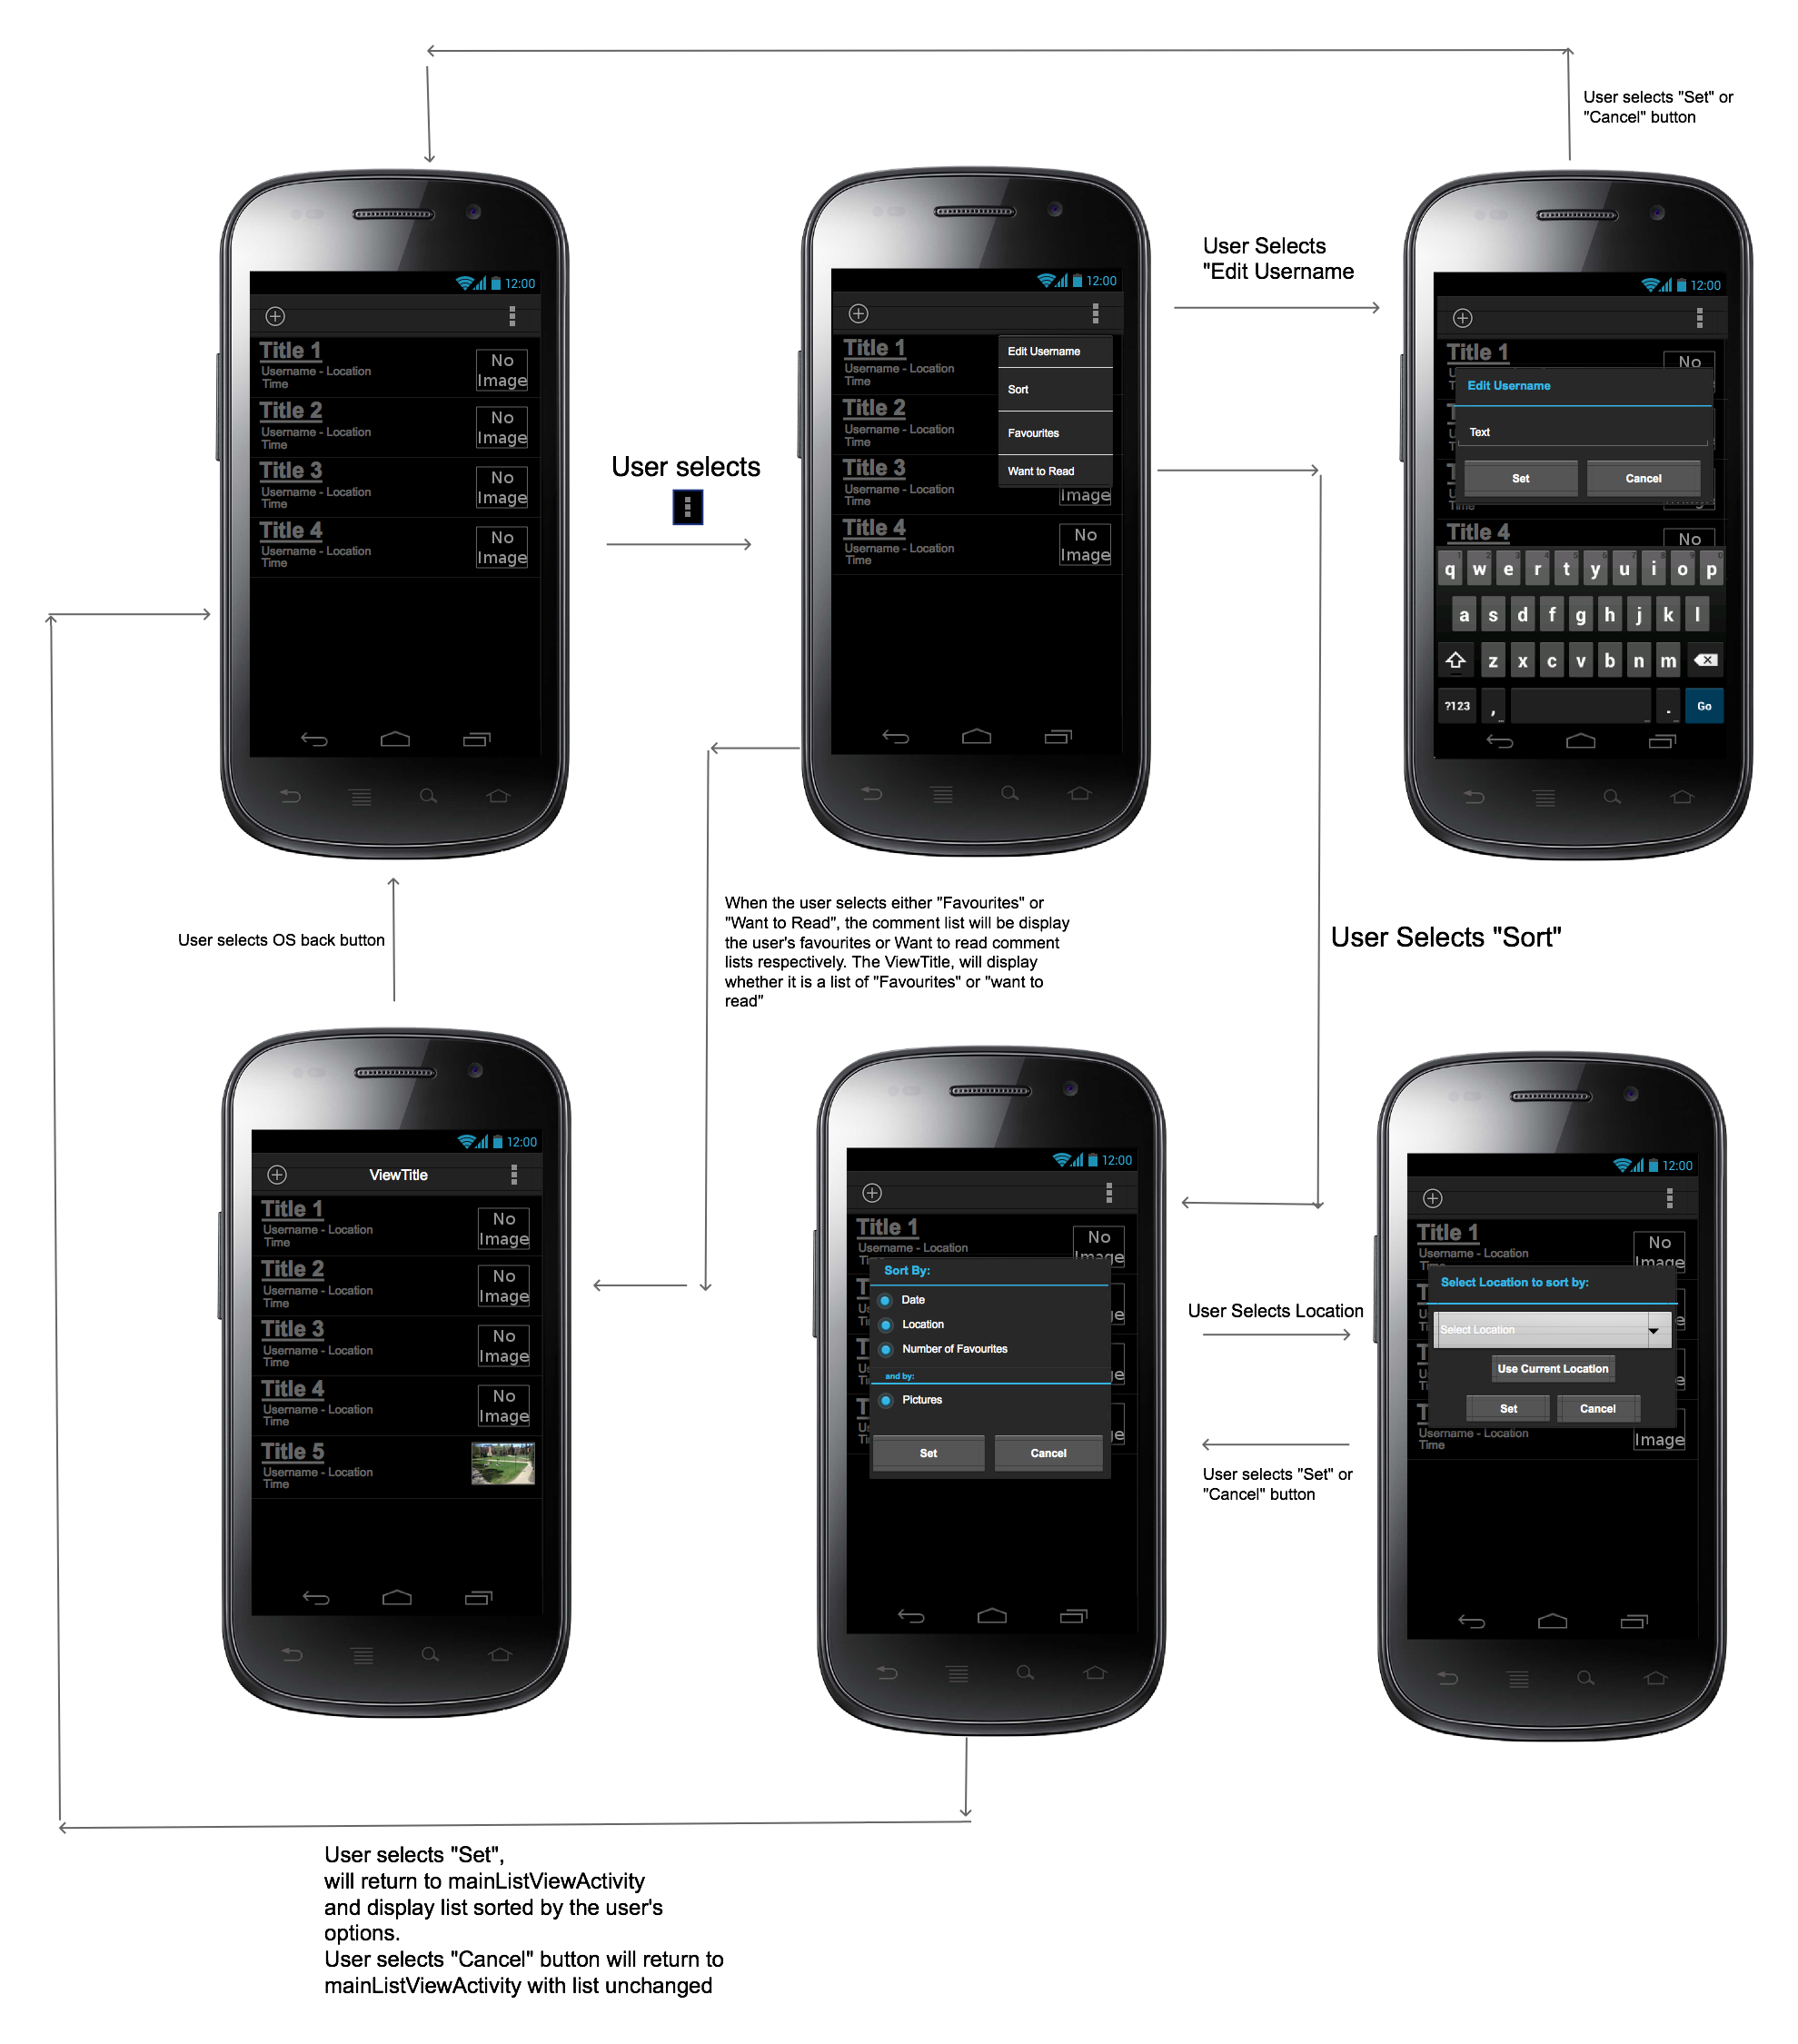 User selects "Set" or
"Cancel" button
12:00
Title 1
Username - Location
Time
No
Image
Title 2
Username - Location
Time
No
Image
Title 3
Username - Location
Time
No
Image
Title 4
Username - Location
Time
No
Image
User selects
12:00
Title 1
Username - Location
Time
Title 2
Username - Location
Time
Title 3
Username - Location
Time
Image
Title 4
Username - Location
Time
No
Image
Edit Username
Sort
Favourites
Want to Read
User Selects
"Edit Username
12:00
Title 1
No
Edit Username
Text
Set
Cancel
Time
Title 4
No
q w e r t y u i o p
a s d f g h j k l
z x c v b n m
?123 , . Go
User selects OS back button
When the user selects either "Favourites" or
"Want to Read", the comment list will be display
the user's favourites or Want to read comment
lists respectively. The ViewTitle, will display
whether it is a list of "Favourites" or "want to
read"
User Selects "Sort"
12:00
ViewTitle
Title 1
Username - Location
Time
No
Image
Title 2
Username - Location
Time
No
Image
Title 3
Username - Location
Time
No
Image
Title 4
Username - Location
Time
No
Image
Title 5
Username - Location
Time
12:00
Title 1
Username - Location
No
Image
Sort By:
Date
Location
Number of Favourites
and by:
Pictures
Set
Cancel
User Selects Location
User selects "Set" or
"Cancel" button
12:00
Title 1
Username - Location
No
Image
Select Location to sort by:
Select Location
Use Current Location
Set
Cancel
Username - Location
Time
Image
User selects "Set",
will return to mainListViewActivity
and display list sorted by the user's
options.
User selects "Cancel" button will return to
mainListViewActivity with list unchanged